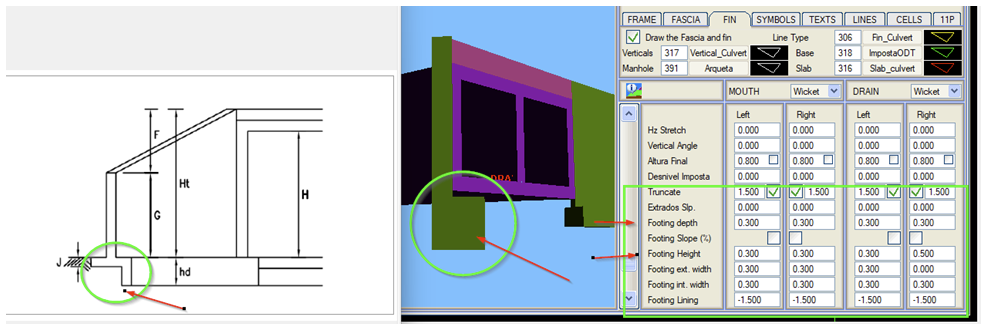 FRAME FASCIA FIN SYMBOLS TEXTS LINES CELLS 11P
Draw the Fascia and fin Line Type 306 Fin_Culvert
Verticals 317 Vertical_Culvert Base 318 ImpostaODT
Manhole 391 Arqueta Slab 316 Slab_culvert
MOUTH Wicket DRAIN Wicket
Left Right Left Right
Hz Stretch 0.000 0.000 0.000 0.000
Vertical Angle 0.000 0.000 0.000 0.000
Altura Final 0.800 0.800 0.800 0.800
Desnivel Imposta 0.000 0.000 0.000 0.000
Truncate 1.500 1.500 1.500 1.500
Extrados Slp. 0.000 0.000 0.000 0.000
Footing depth 0.300 0.300 0.300 0.300
Footing Slope (%)
Footing Height 0.300 0.300 0.300 0.500
Footing ext. width 0.300 0.300 0.300 0.000
Footing int. width 0.300 0.300 0.300 0.300
Footing Lining -1.500 -1.500 -1.500 -1.500
F
Ht
G
H
J
hd
DRA